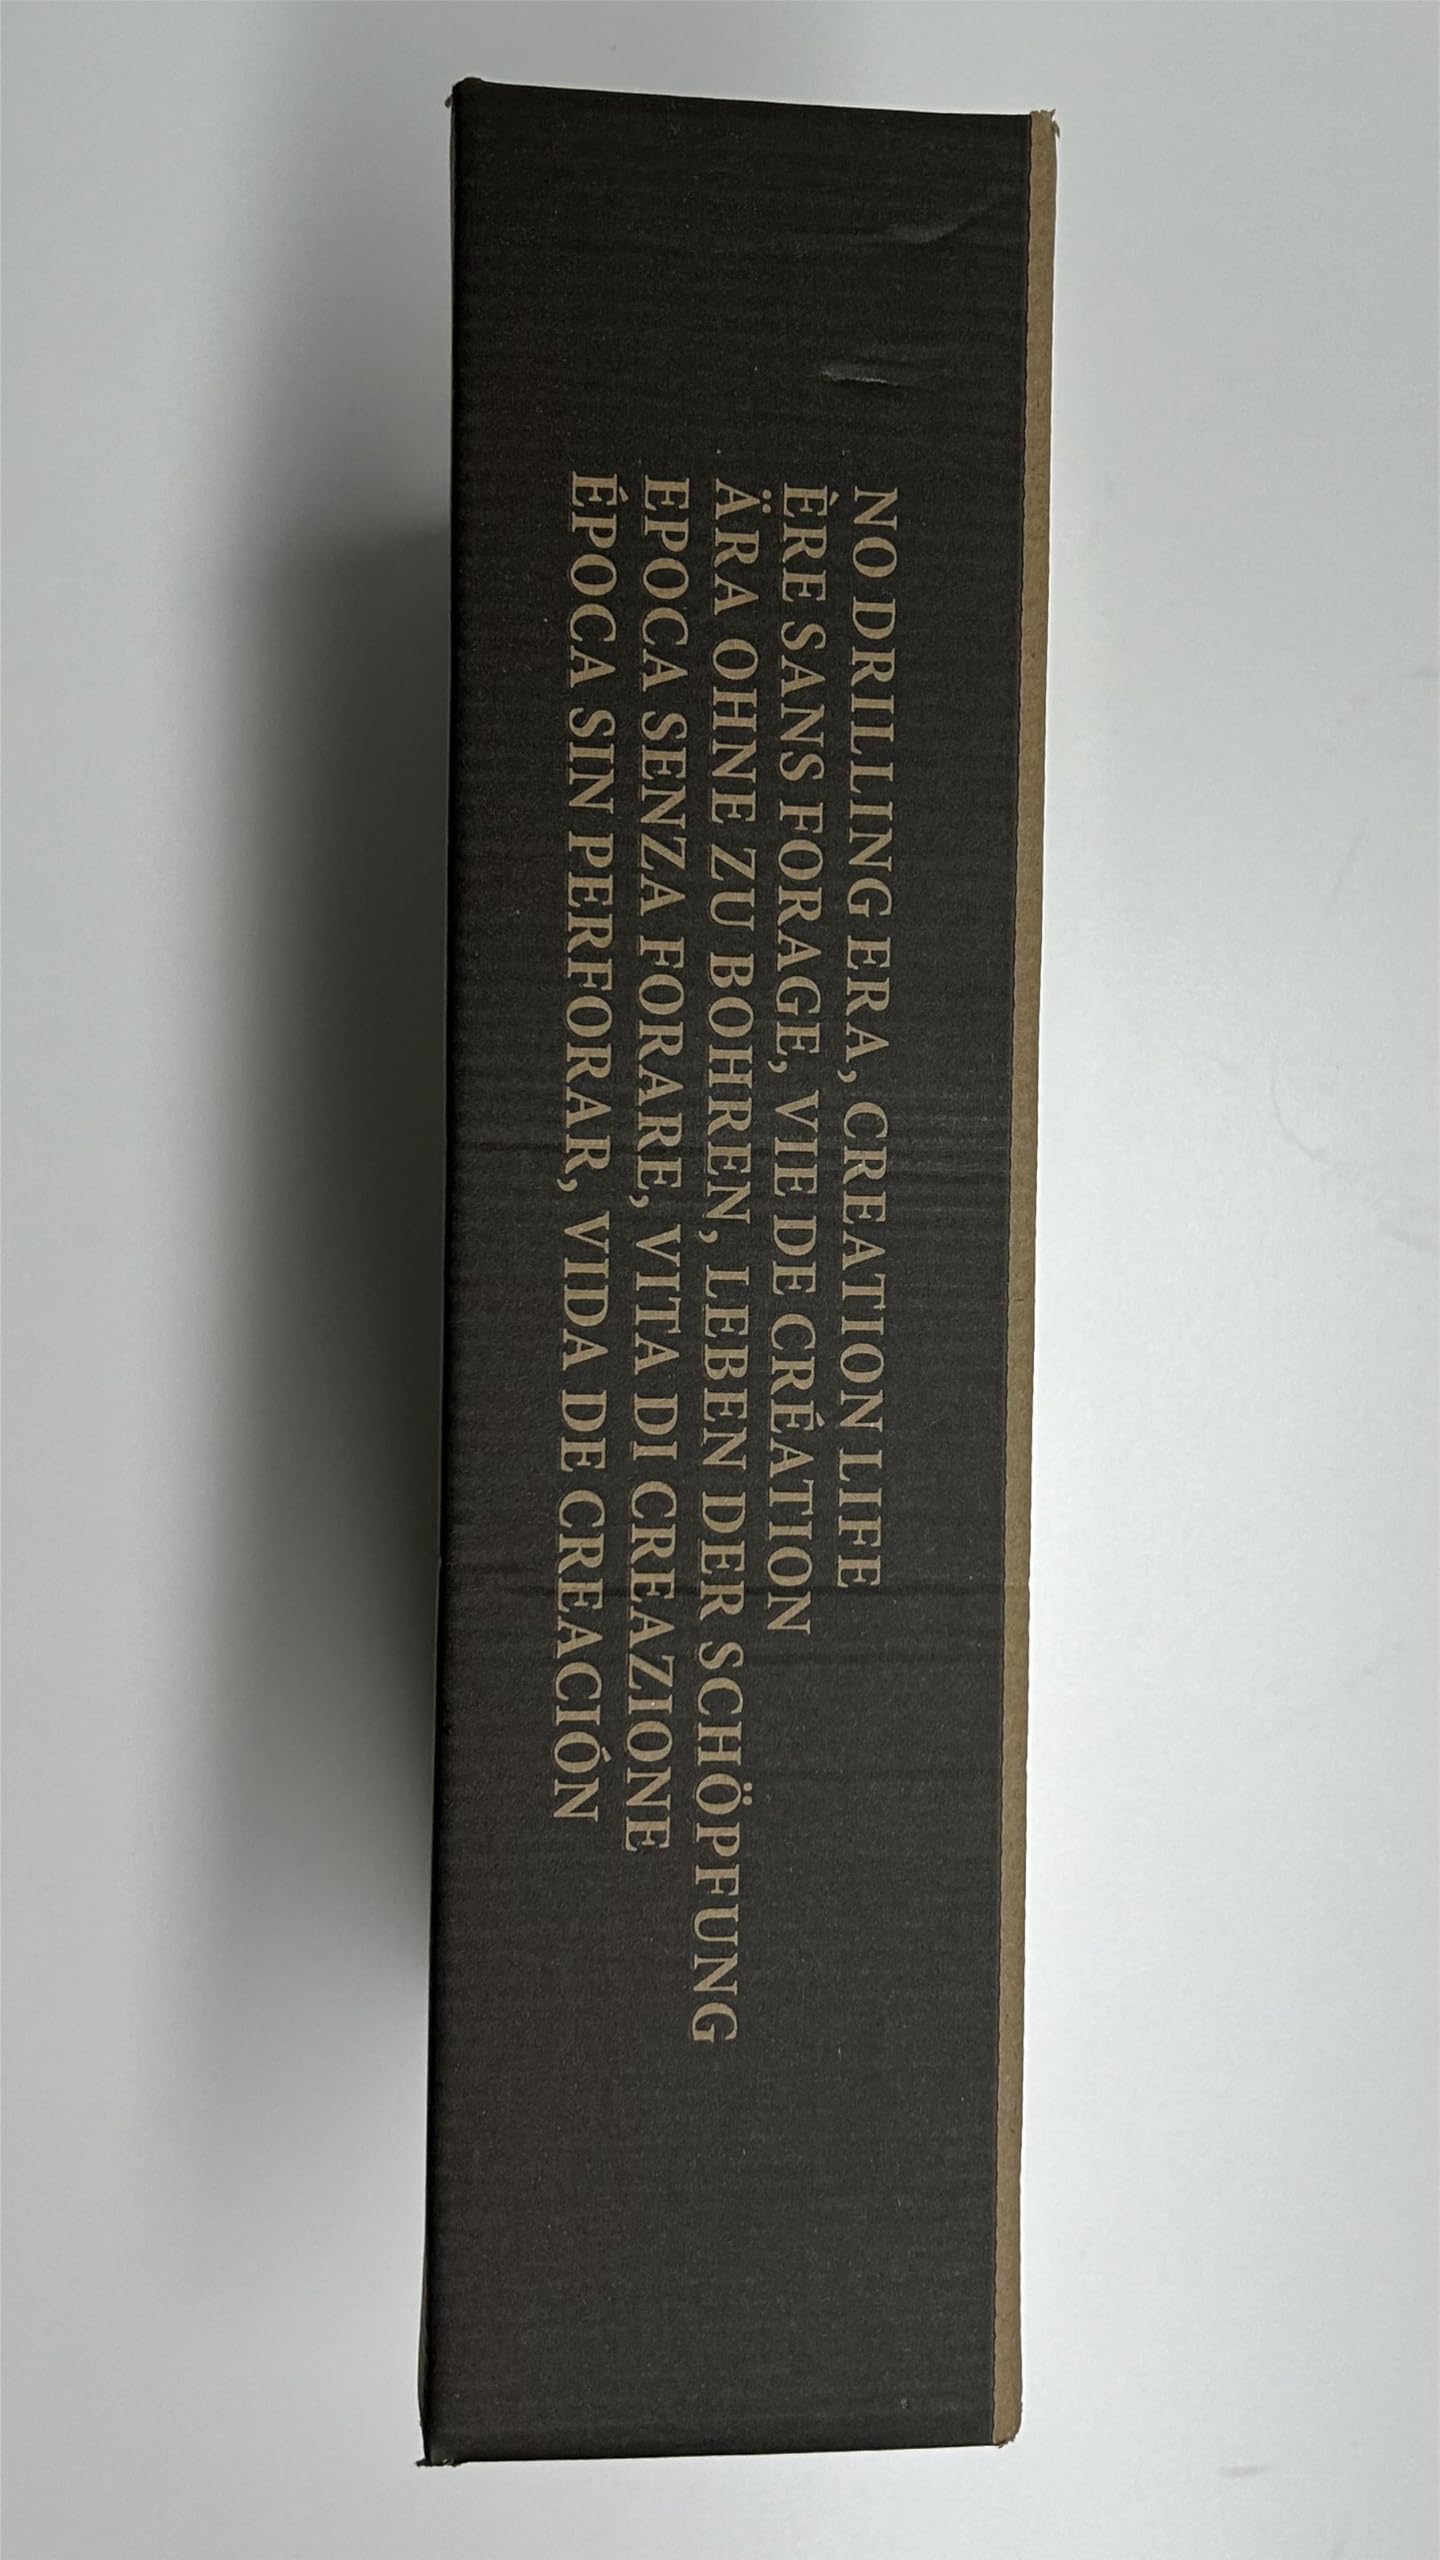 NO DRILLING ERA, CREATION LIFE
ÈRE SANS FORAGE, VIE DE CRÉATION
ÄRA OHNE ZU BOHREN, LEBEN DER SCHÖPFUNG
EPOCA SENZA FORARE, VITA DI CREAZIONE
ÉPOCA SIN PERFORAR, VIDA DE CREACIÓN